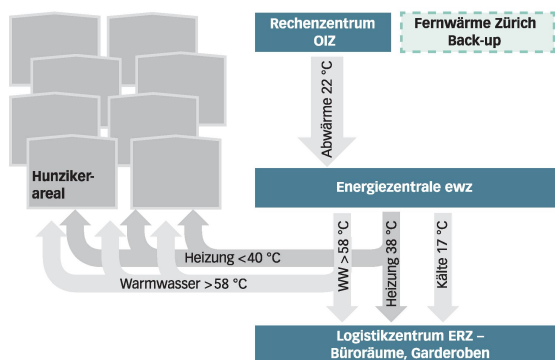 Rechenzentrum
OIZ
Fernwärme Zürich
Back-up
Abwärme 22 °C
Hunziker-
areal
Energiezentrale ewz
Heizung <40 °C
Warmwasser >58 °C
WW > 58 °C
Heizung 38 °C
Kälte 17 °C
Logistikzentrum ERZ –
Büroräume, Garderoben